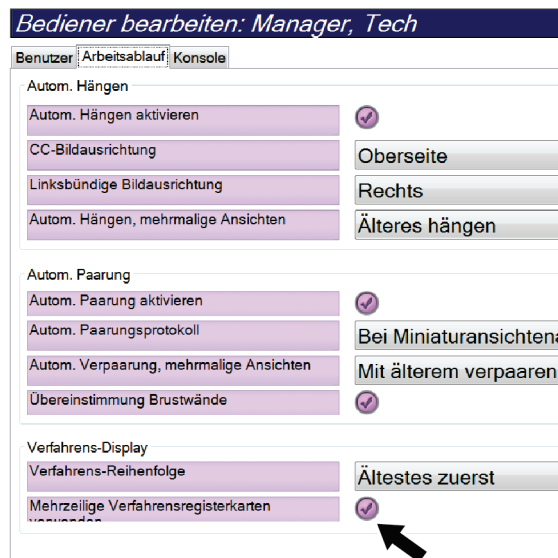 Bediener bearbeiten: Manager, Tech
Benutzer Arbeitsablauf Konsole
Autom. Hängen
Autom. Hängen aktivieren
CC-Bildausrichtung Oberseite
Linksbündige Bildausrichtung Rechts
Autom. Hängen, mehrmalige Ansichten Älteres hängen
Autom. Paarung
Autom. Paarung aktivieren
Autom. Paarungsprotokoll Bei Miniaturansichtena
Autom. Verpaarung, mehrmalige Ansichten Mit älterem verpaaren
Übereinstimmung Brustwände
Verfahrens-Display
Verfahrens-Reihenfolge Ältestes zuerst
Mehrzeilige Verfahrensregisterkarten
verwenden